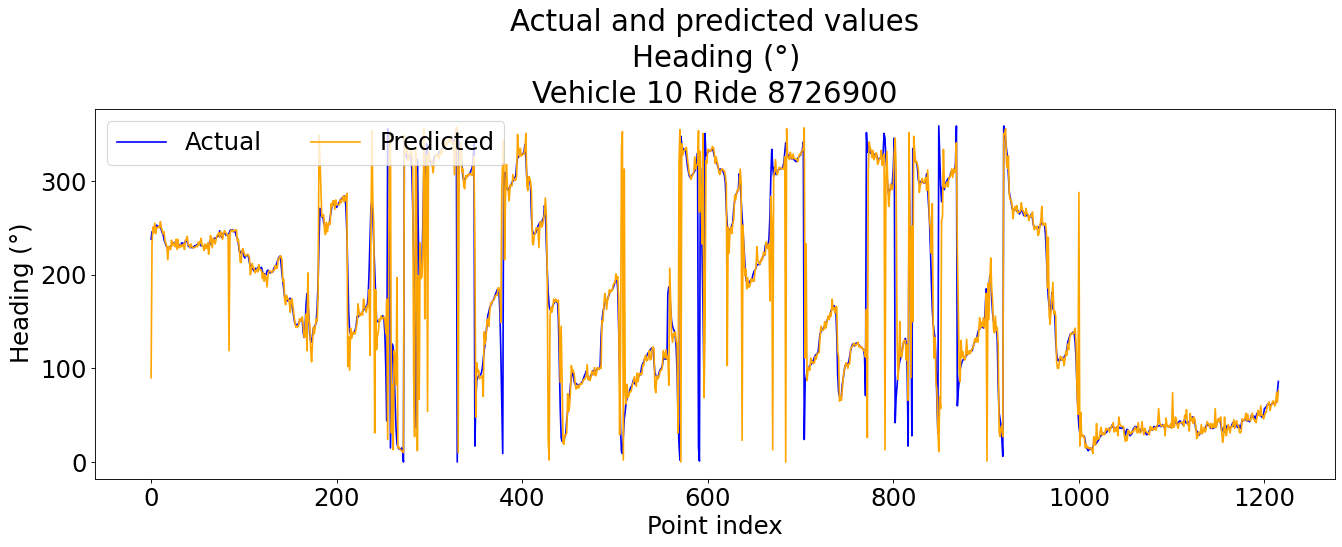 Actual and predicted values
Heading (°)
Vehicle 10 Ride 8726900
Actual
Predicted
Heading (°)
300
200
100
0
0
200
400
600
800
1000
1200
Point index